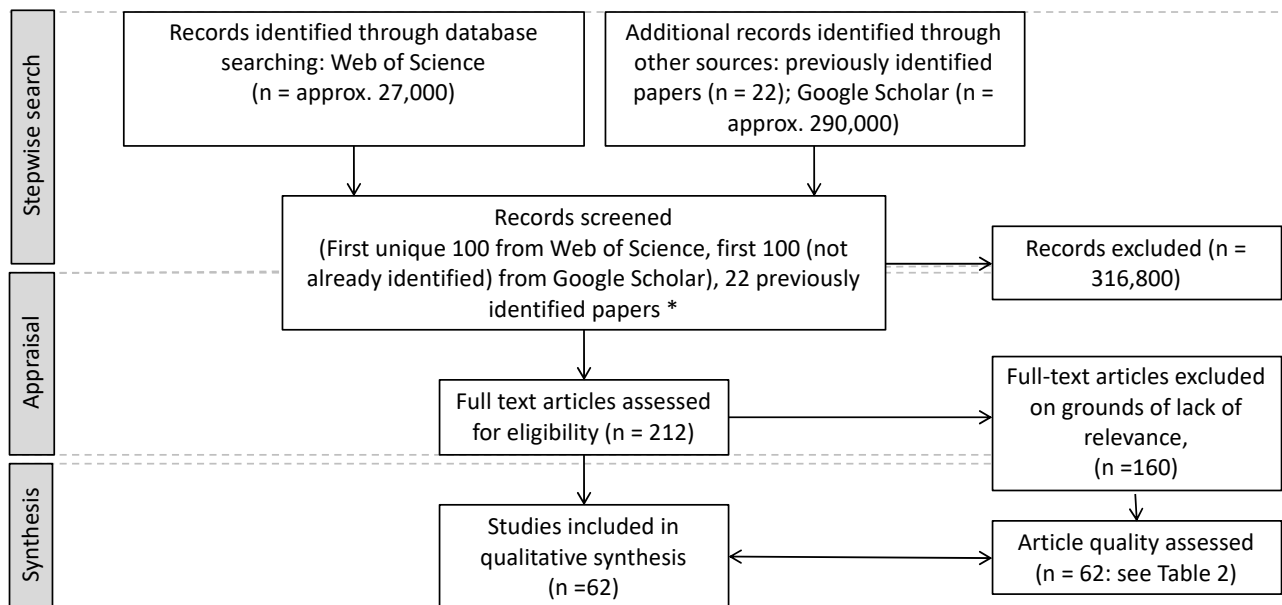 Stepwise search
Records identified through database
searching: Web of Science
(n = approx. 27,000)
Additional records identified through
other sources: previously identified
papers (n = 22); Google Scholar (n =
approx. 290,000)
Records screened
(First unique 100 from Web of Science, first 100 (not
already identified) from Google Scholar), 22 previously
identified papers *
Records excluded (n =
316,800)
Appraisal
Full text articles assessed
for eligibility (n = 212)
Full-text articles excluded
on grounds of lack of
relevance,
(n =160)
Synthesis
Studies included in
qualitative synthesis
(n =62)
Article quality assessed
(n = 62: see Table 2)